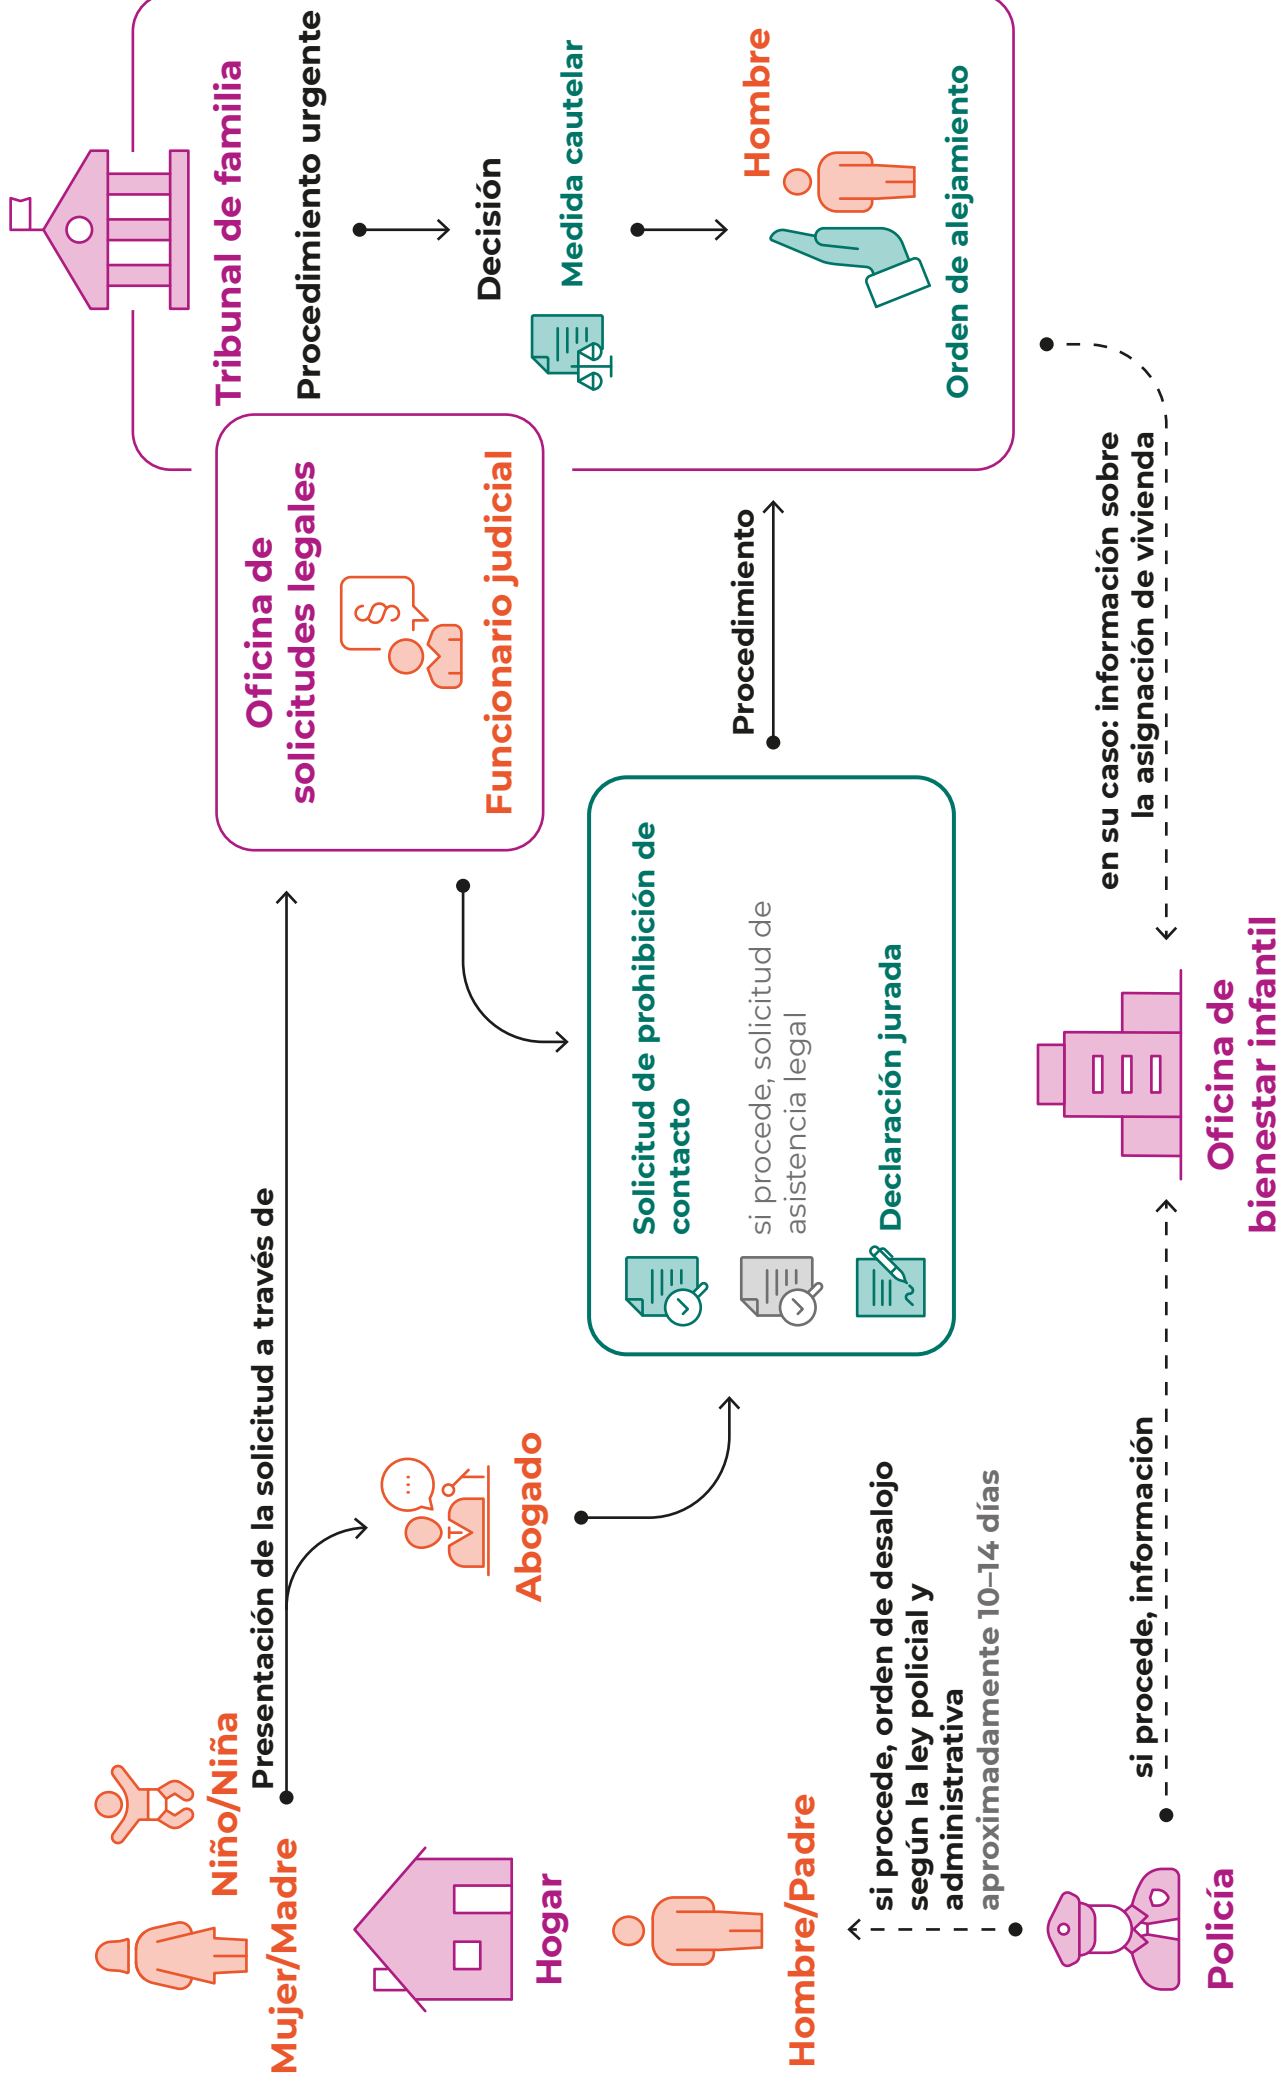 Mujer/Madre
Niño/Niña
Hogar
Hombre/Padre
Policía
Presentación de la solicitud a través de
Abogado
si procede, orden de desalojo
según la ley policial y
administrativa
aproximadamente 10–14 días
si procede, información
Oficina de
solicitudes legales
§
Funcionario judicial
Solicitud de prohibición de
contacto
si procede, solicitud de
asistencia legal
Declaración jurada
Procedimiento
Oficina de
bienestar infantil
en su caso: información sobre
la asignación de vivienda
Tribunal de familia
Procedimiento urgente
Decisión
Medida cautelar
Hombre
Orden de alejamiento